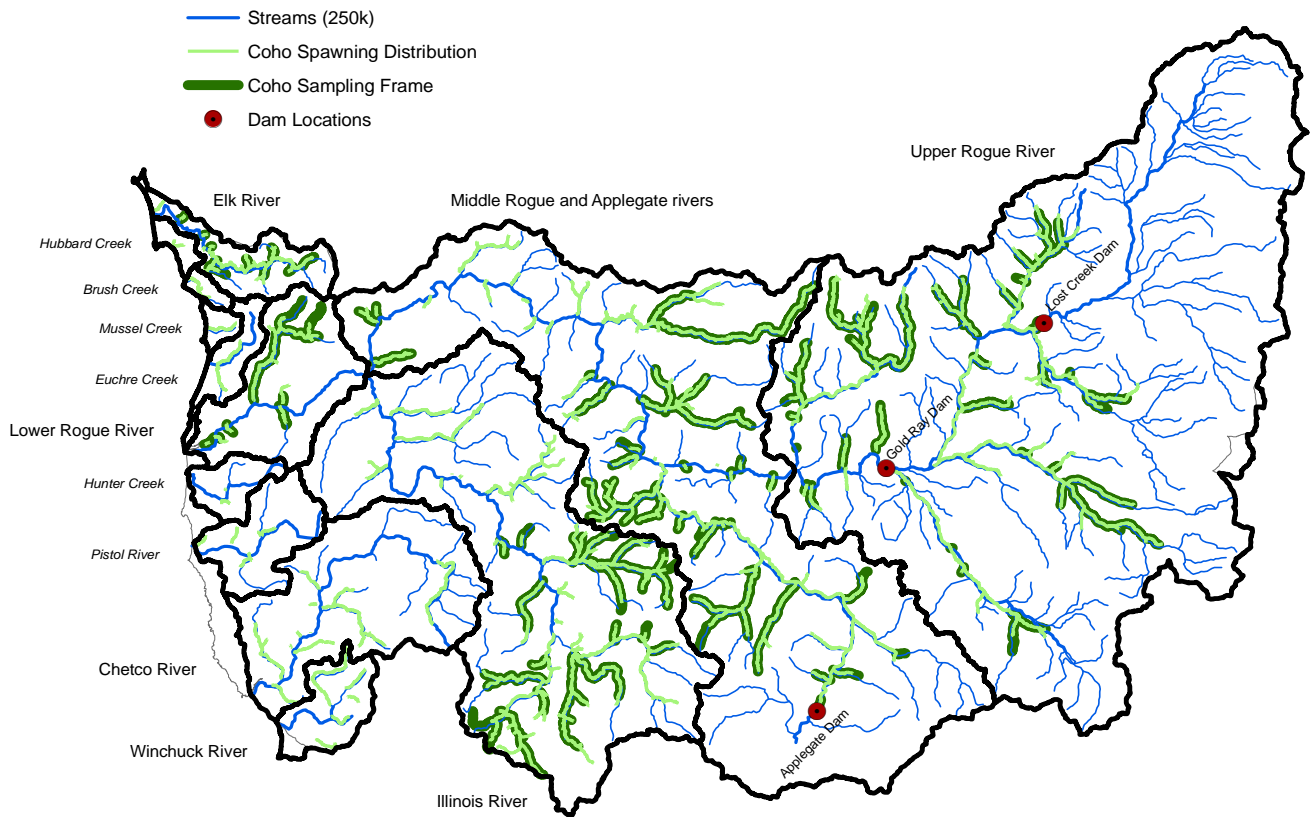 Streams (250k)
Coho Spawning Distribution
Coho Sampling Frame
Dam Locations
Upper Rogue River
Elk River
Middle Rogue and Applegate rivers
Hubbard Creek
Lost Creek Dam
Brush Creek
Mussel Creek
Euchre Creek
Gold Ray Dam
Lower Rogue River
Hunter Creek
Pistol River
Chetco River
Applegate Dam
Winchuck River
Illinois River